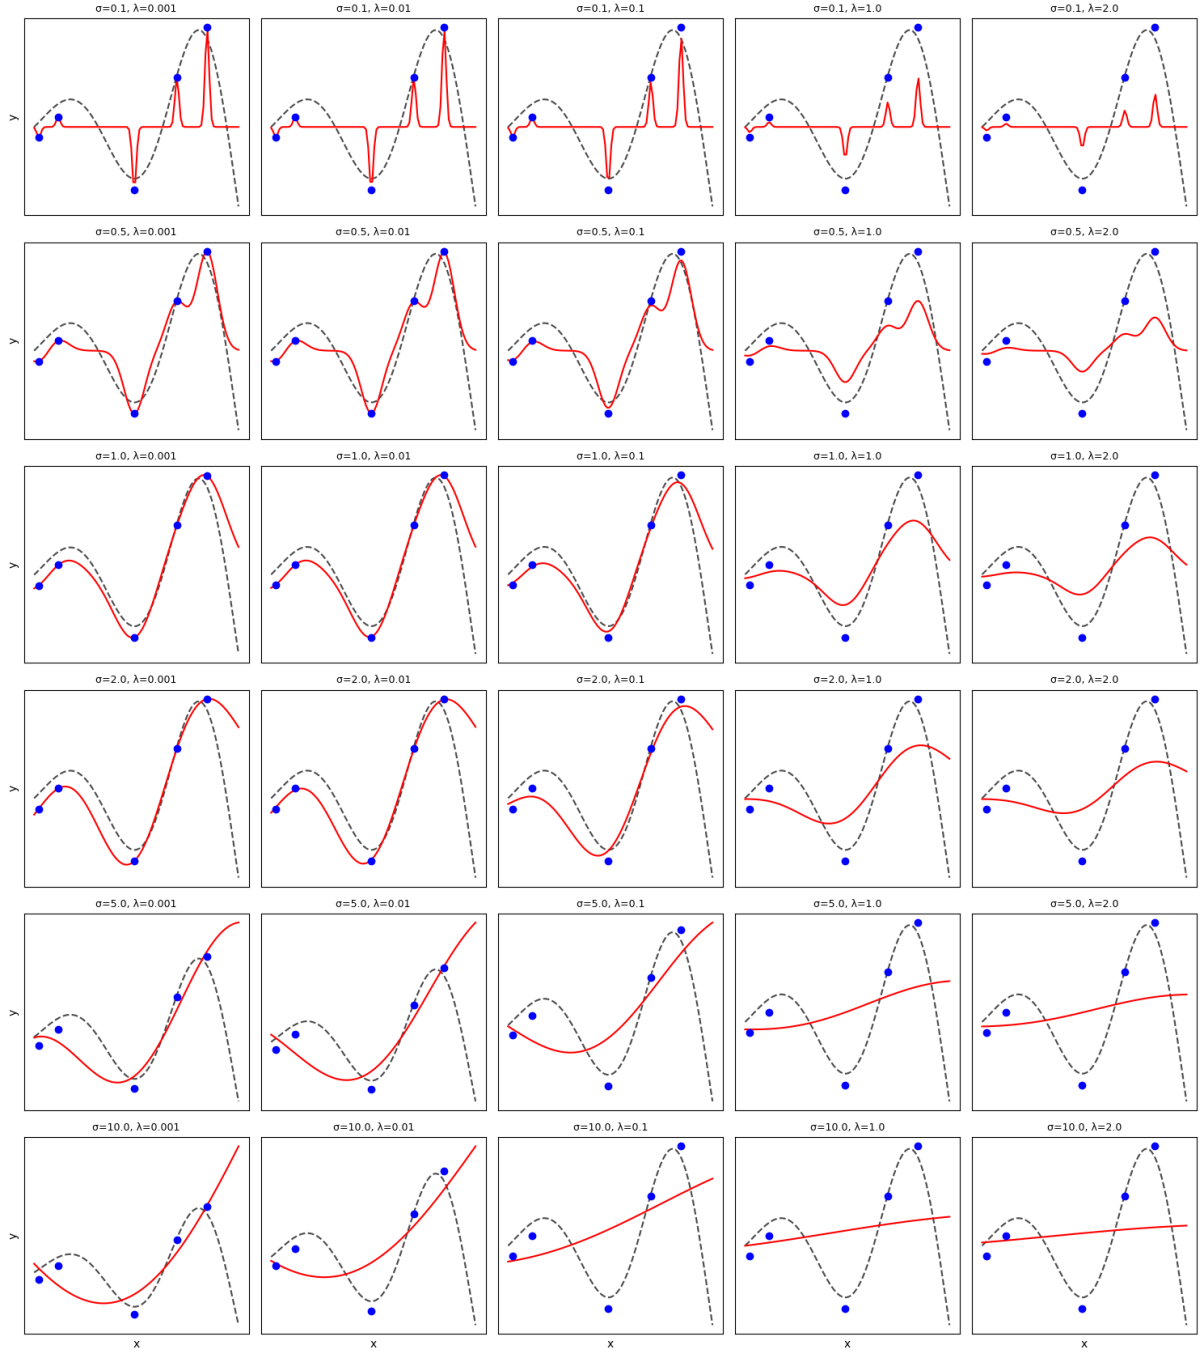 σ=0.1, λ=0.001
σ=0.1, λ=0.01
σ=0.1, λ=0.1
σ=0.1, λ=1.0
σ=0.1, λ=2.0
y
σ=0.5, λ=0.001
σ=0.5, λ=0.01
σ=0.5, λ=0.1
σ=0.5, λ=1.0
σ=0.5, λ=2.0
y
σ=1.0, λ=0.001
σ=1.0, λ=0.01
σ=1.0, λ=0.1
σ=1.0, λ=1.0
σ=1.0, λ=2.0
y
σ=2.0, λ=0.001
σ=2.0, λ=0.01
σ=2.0, λ=0.1
σ=2.0, λ=1.0
σ=2.0, λ=2.0
y
σ=5.0, λ=0.001
σ=5.0, λ=0.01
σ=5.0, λ=0.1
σ=5.0, λ=1.0
σ=5.0, λ=2.0
y
σ=10.0, λ=0.001
σ=10.0, λ=0.01
σ=10.0, λ=0.1
σ=10.0, λ=1.0
σ=10.0, λ=2.0
y
x
x
x
x
x